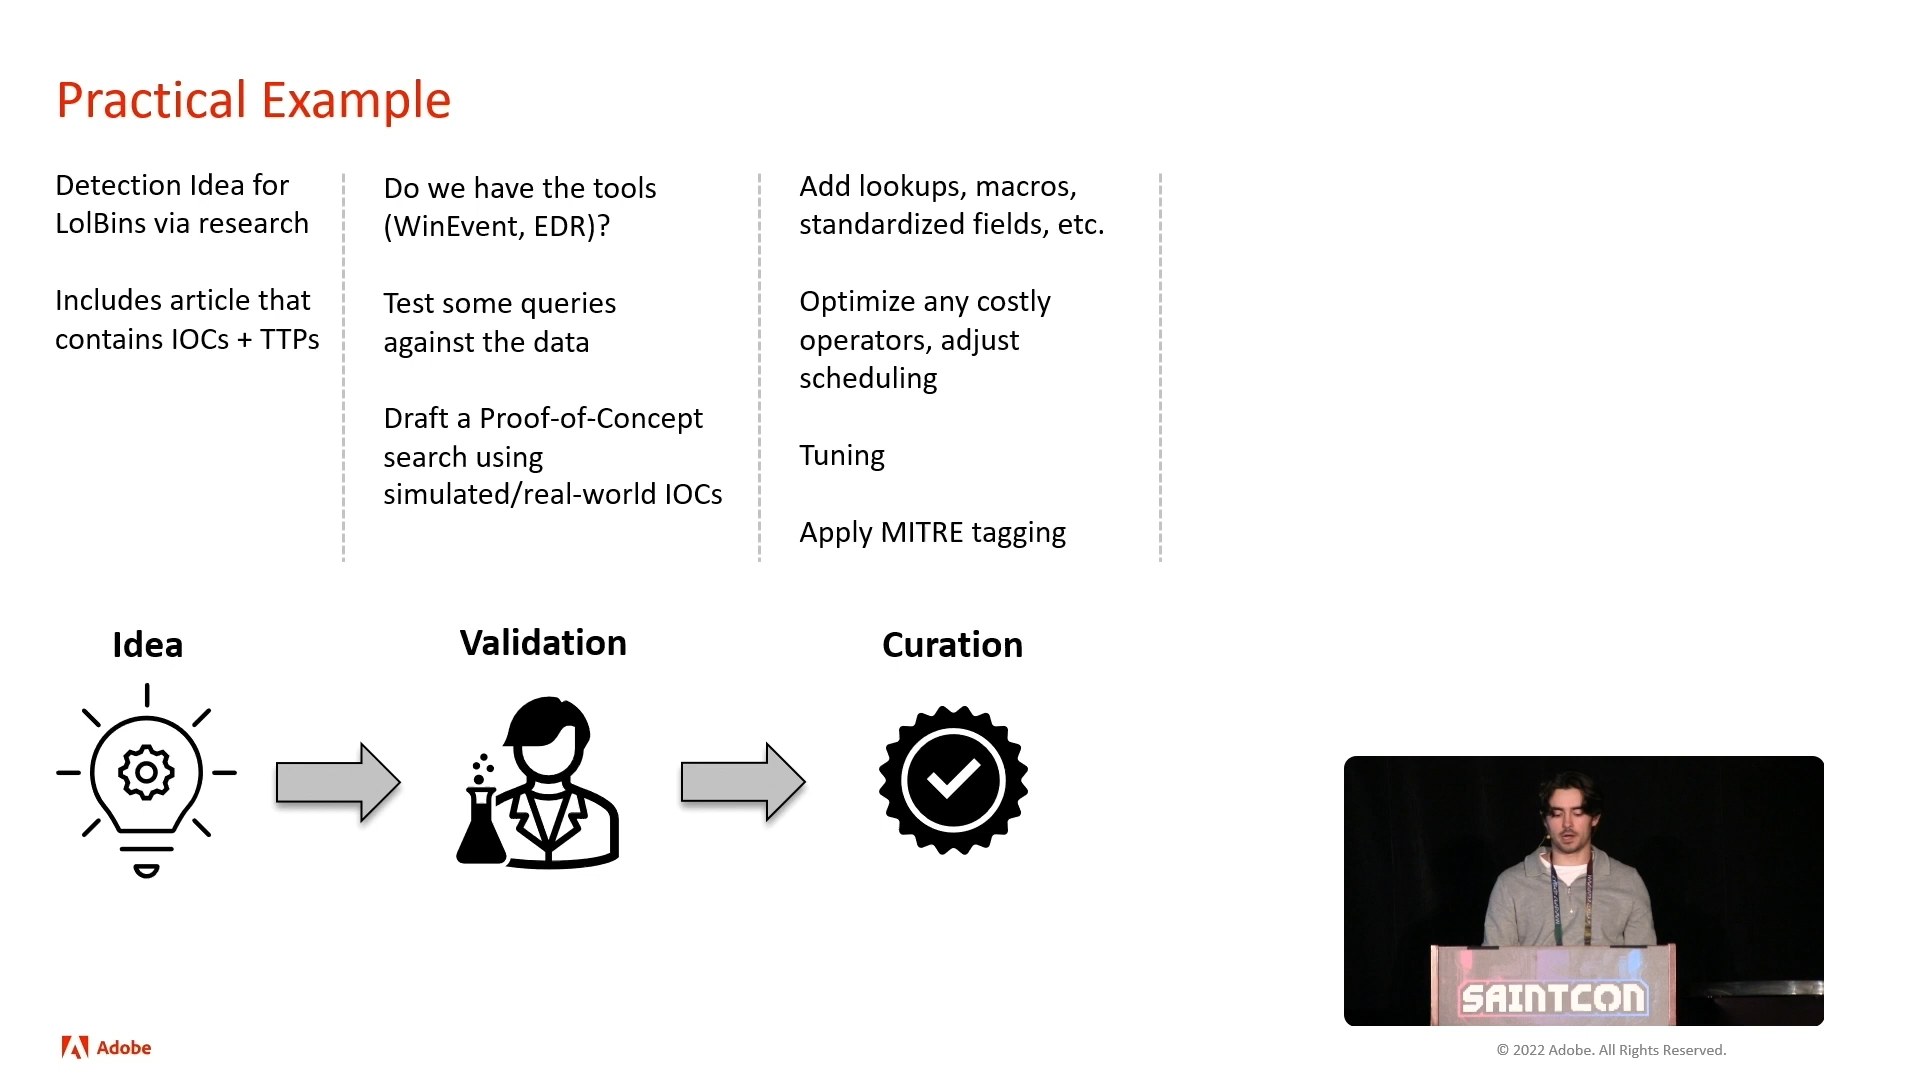 Practical Example
Detection Idea for
LolBins via research
Includes article that
contains IOCs + TTPs
Do we have the tools
(WinEvent, EDR)?
Test some queries
against the data
Draft a Proof-of-Concept
search using
simulated/real-world IOCs
Add lookups, macros,
standardized fields, etc.
Optimize any costly
operators, adjust
scheduling
Tuning
Apply MITRE tagging
Idea
Validation
Curation
SAINTCON
Adobe
© 2022 Adobe. All Rights Reserved.